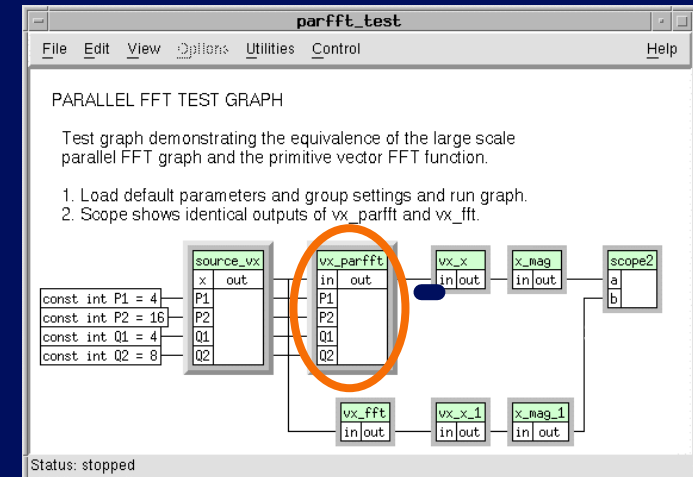 parfft_test
File Edit View Options Utilities Control Help
PARALLEL FFT TEST GRAPH
Test graph demonstrating the equivalence of the large scale
parallel FFT graph and the primitive vector FFT function.
1. Load default parameters and group settings and run graph.
2. Scope shows identical outputs of vx_parfft and vx_fft.
source_vx
x out
P1
P2
Q1
Q2
vx_parfft
in out
P1
P2
Q1
Q2
vx_x
in out
x_mag
in out
scope2
a
b
const int P1 = 4
const int P2 = 16
const int Q1 = 4
const int Q2 = 8
vx_fft
in out
vx_x_1
in out
x_mag_1
in out
Status: stopped